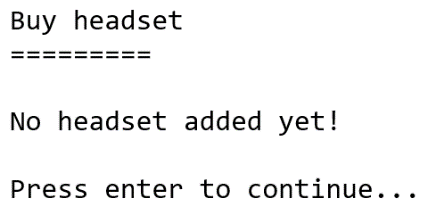 Buy headset
=========
No headset added yet!
Press enter to continue...